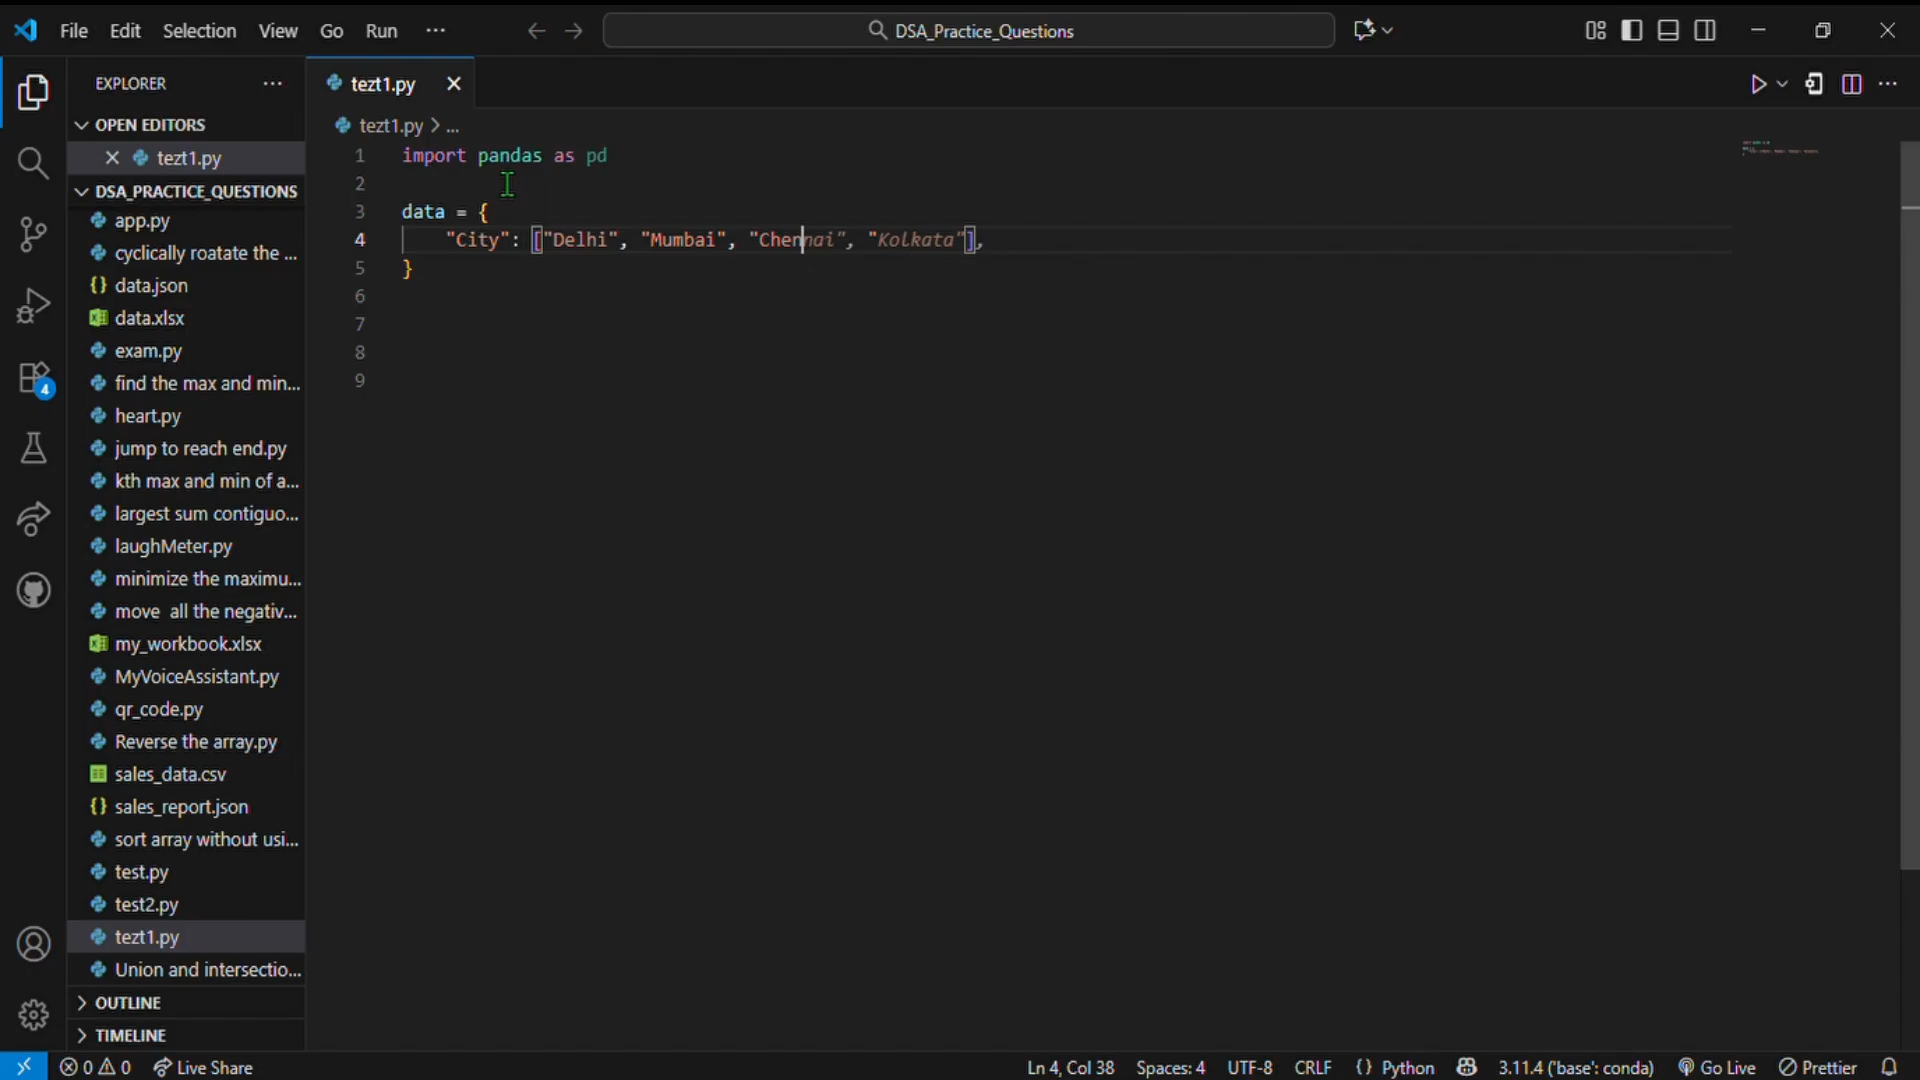 File Edit Selection View Go Run ··· DSA_Practice_Questions
EXPLORER ···
OPEN EDITORS
tezt1.py
DSA_PRACTICE_QUESTIONS
app.py
cyclically roatate the ...
{} data.json
data.xlsx
exam.py
find the max and min...
heart.py
jump to reach end.py
kth max and min of a...
largest sum contiguo...
laughMeter.py
minimize the maximu...
move all the negativ...
my_workbook.xlsx
MyVoiceAssistant.py
qr_code.py
Reverse the array.py
sales_data.csv
{} sales_report.json
sort array without usi...
test.py
test2.py
tezt1.py
Union and intersectio...
OUTLINE
TIMELINE
4
tezt1.py
tezt1.py > ...
1 import pandas as pd
2
3 data = {
4 "City": ["Delhi", "Mumbai", "Chennai", "Kolkata"],
5 }
6
7
8
9
0 0 Live Share Ln 4, Col 38 Spaces: 4 UTF-8 CRLF {} Python 3.11.4 ('base': conda) Go Live Prettier